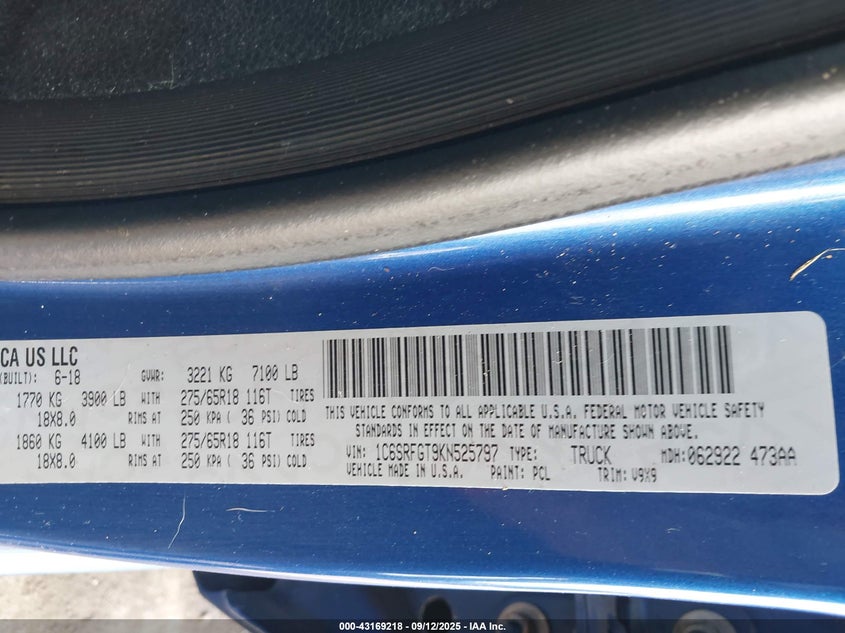 CA US LLC
(BUILT): 6-18 GVWR: 3221 KG 7100 LB
1770 KG 3900 LB WITH 275/65R18 116T TIRES
18X8.0 RIMS AT 250 KPA ( 36 PSI) COLD
1860 KG 4100 LB WITH 275/65R18 116T TIRES
18X8.0 RIMS AT 250 KPA ( 36 PSI) COLD
THIS VEHICLE CONFORMS TO ALL APPLICABLE U.S.A. FEDERAL MOTOR VEHICLE SAFETY
STANDARDS IN EFFECT ON THE DATE OF MANUFACTURE SHOWN ABOVE.
VIN: 1C6SRFGT9KN525797 TYPE: TRUCK MDH: 062922 473AA
VEHICLE MADE IN U.S.A. PAINT: PCL TRIM: V9X9
000-43169218 - 09/12/2025 - IAA Inc.